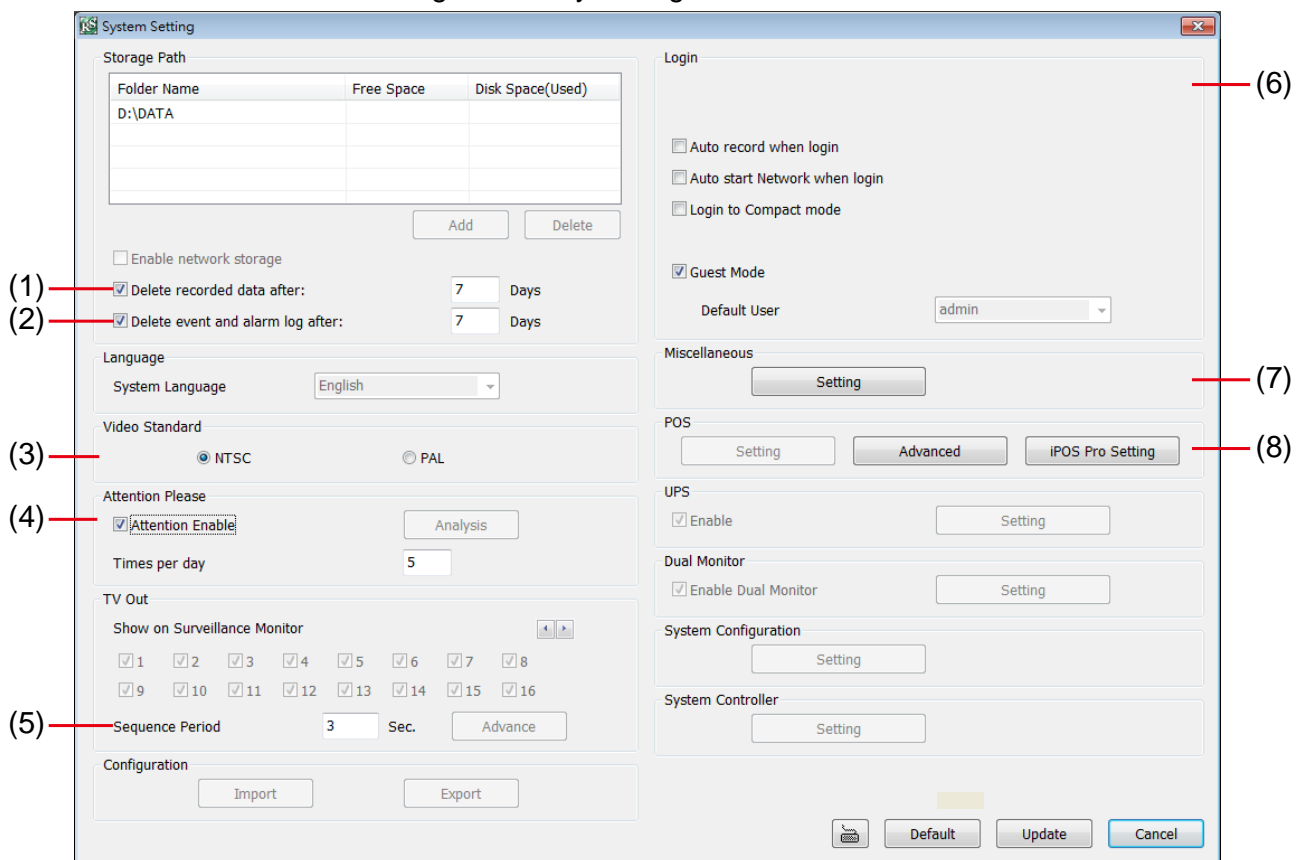 System Setting
Storage Path
Folder Name Free Space Disk Space(Used)
D:\DATA
Add Delete
Enable network storage
(1) Delete recorded data after: 7 Days
(2) Delete event and alarm log after: 7 Days
Language
System Language English
Video Standard
(3) NTSC PAL
Attention Please
(4) Attention Enable Analysis
Times per day 5
TV Out
Show on Surveillance Monitor
1 2 3 4 5 6 7 8
9 10 11 12 13 14 15 16
(5) Sequence Period 3 Sec. Advance
Configuration
Import Export
Login
(6)
Auto record when login
Auto start Network when login
Login to Compact mode
Guest Mode
Default User admin
Miscellaneous
Setting (7)
POS
Setting Advanced iPOS Pro Setting (8)
UPS
Enable Setting
Dual Monitor
Enable Dual Monitor Setting
System Configuration
Setting
System Controller
Setting
Default Update Cancel